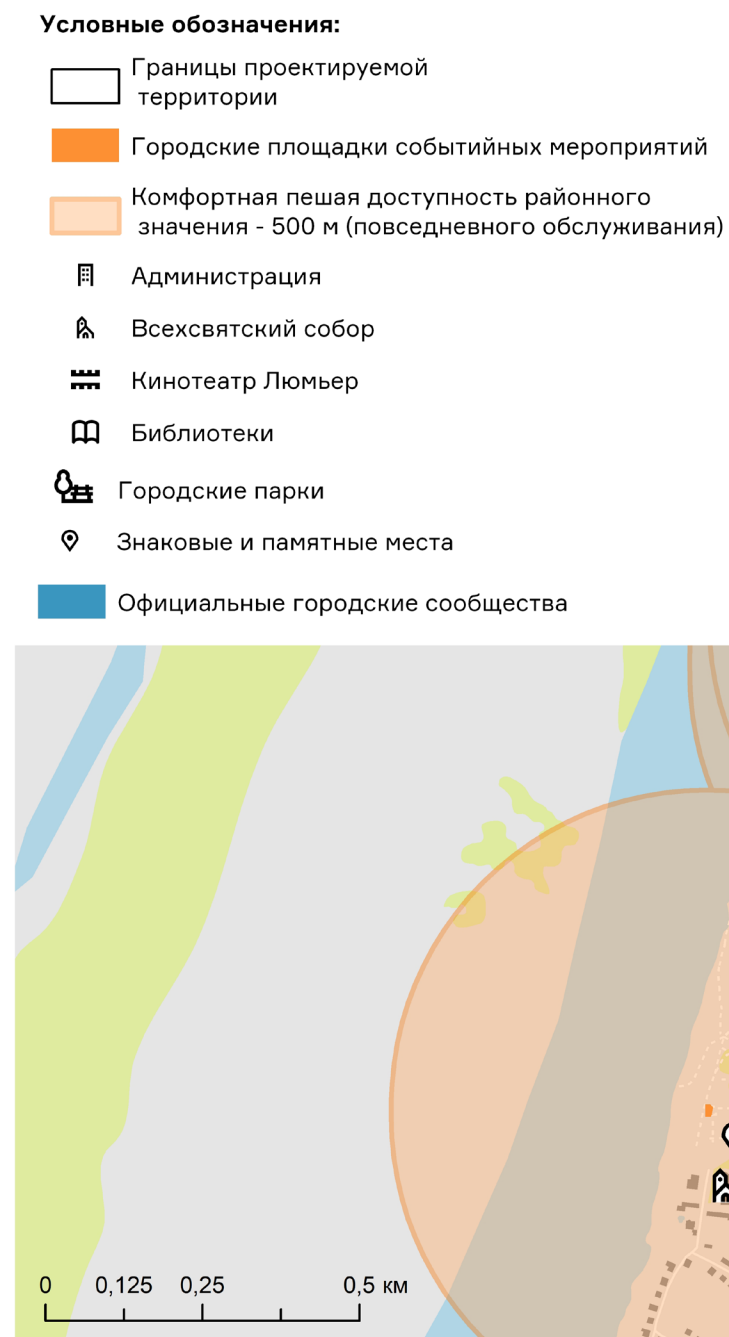 Условные обозначения:
Границы проектируемой
территории
Городские площадки событийных мероприятий
Комфортная пешая доступность районного
значения - 500 м (повседневного обслуживания)
Администрация
Всехсвятский собор
Кинотеатр Люмьер
Библиотеки
Городские парки
Знаковые и памятные места
Официальные городские сообщества
0 0,125 0,25 0,5 км